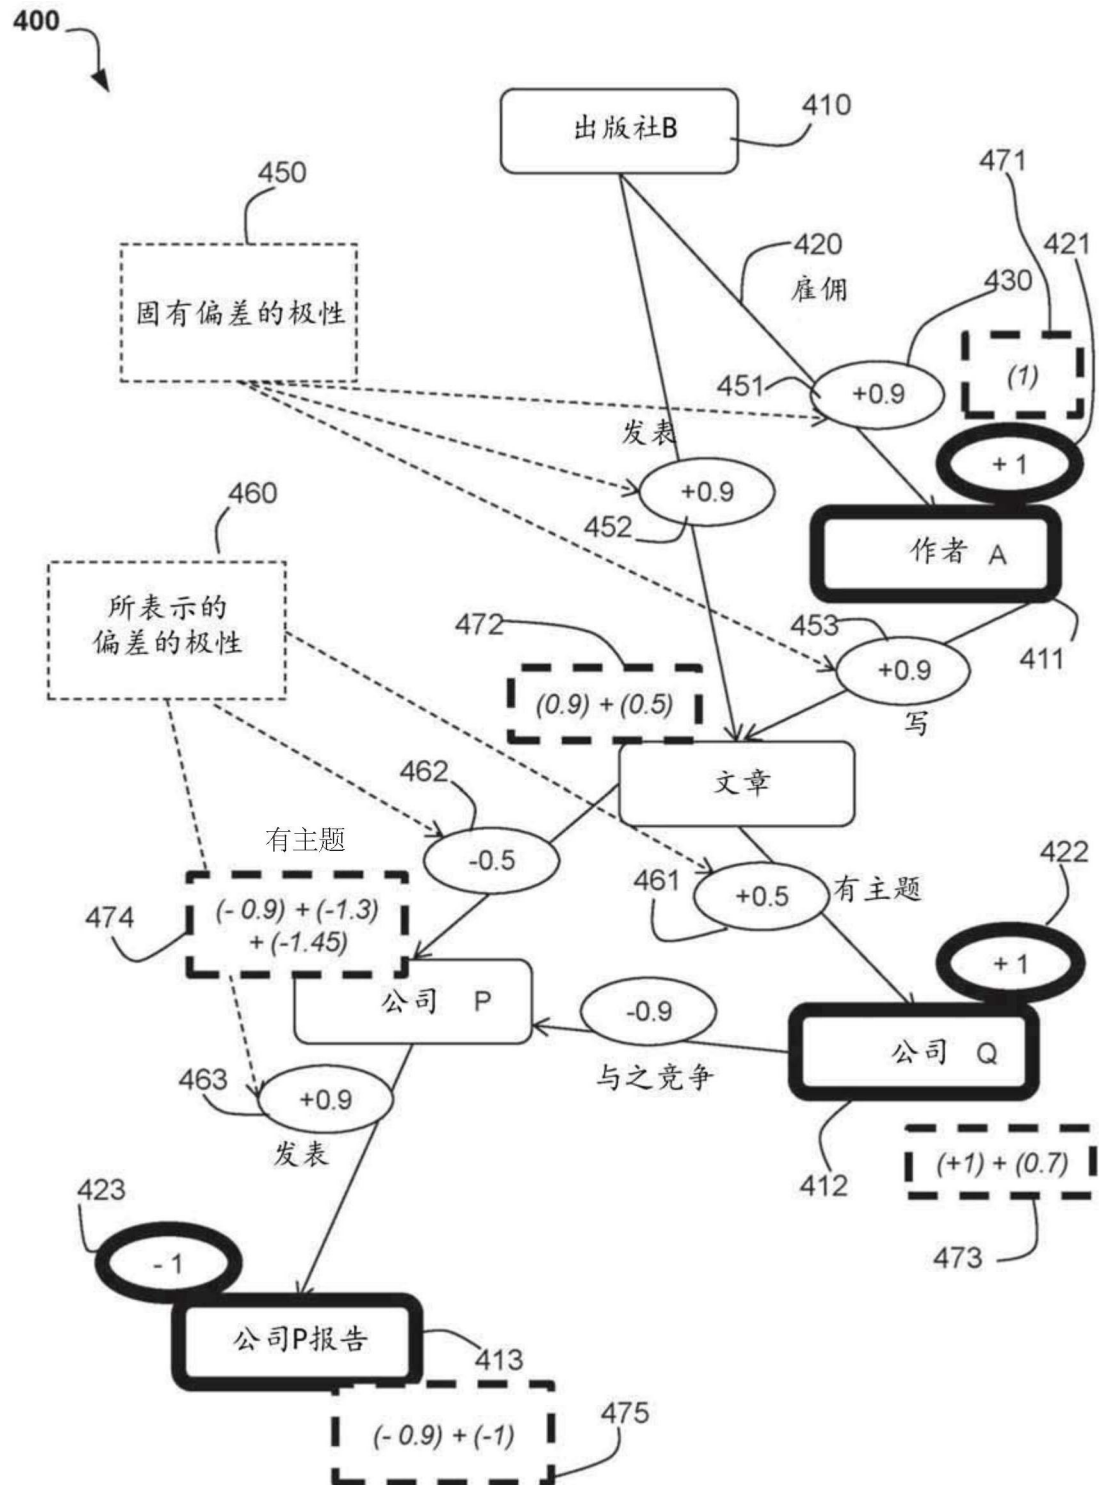 400
出版社B
410
471
450
420
421
雇佣
430
固有偏差的极性
(1)
451
+0.9
发表
+1
460
+0.9
452
作者 A
所表示的
偏差的极性
472
453
411
+0.9
(0.9) + (0.5)
写
462
文章
有主题
-0.5
422
461
+0.5
有主题
474
(- 0.9) + (-1.3)
+ (-1.45)
+1
公司 P
-0.9
公司 Q
与之竞争
463
+0.9
发表
412
(+1) + (0.7)
423
473
- 1
公司P报告
413
475
(- 0.9) + (-1)